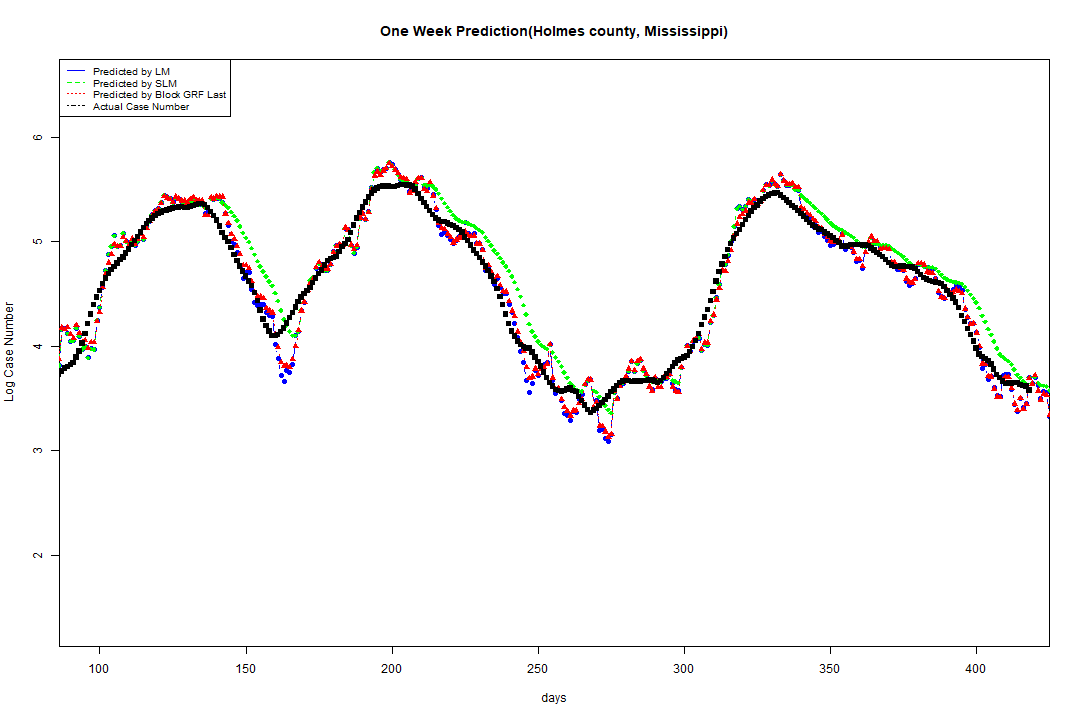 One Week Prediction(Holmes county, Mississippi)
Predicted by LM
Predicted by SLM
Predicted by Block GRF Last
Actual Case Number
6
5
4
3
2
Log Case Number
100 150 200 250 300 350 400
days